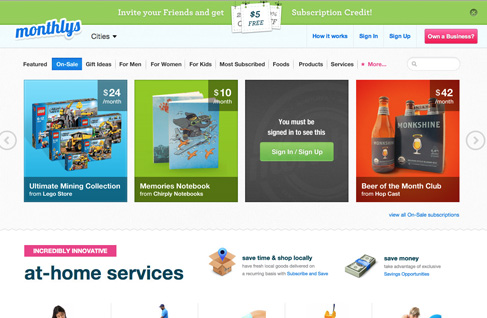 Invite your Friends and get $5 FREE Subscription Credit!
monthlys
Cities
How it works Sign In Sign Up Own a Business?
Featured On-Sale Gift Ideas For Men For Women For Kids Most Subscribed Foods Products Services More...
$24
/month
Ultimate Mining Collection
from Lego Store
$10
/month
Memories Notebook
from Chirply Notebooks
You must be
signed in to see this
Sign In / Sign Up
$42
/month
MONKSHINE
Beer of the Month Club
from Hop Cast
view all On-Sale subscriptions
INCREDIBLY INNOVATIVE
at-home services
save time & shop locally
have fresh local goods delivered on
a recurring basis with Subscribe and Save
save money
take advantage of exclusive
Savings Opportunities